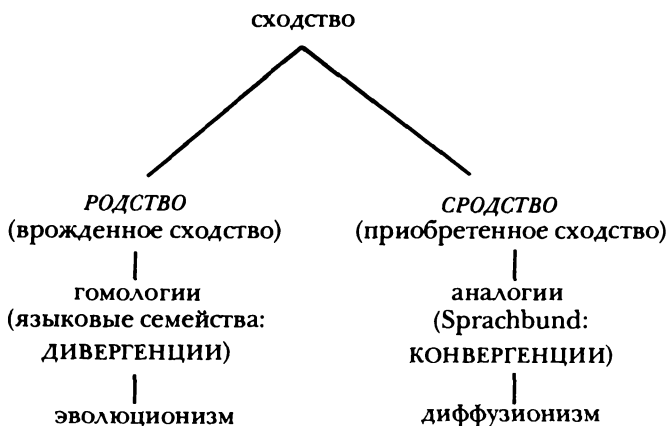 СХОДСТВО
РОДСТВО
(врожденное сходство)
гомологии
(языковые семейства:
ДИВЕРГЕНЦИИ)
эволюционизм
СРОДСТВО
(приобретенное сходство)
аналогии
(Sprachbund:
КОНВЕРГЕНЦИИ)
диффузионизм